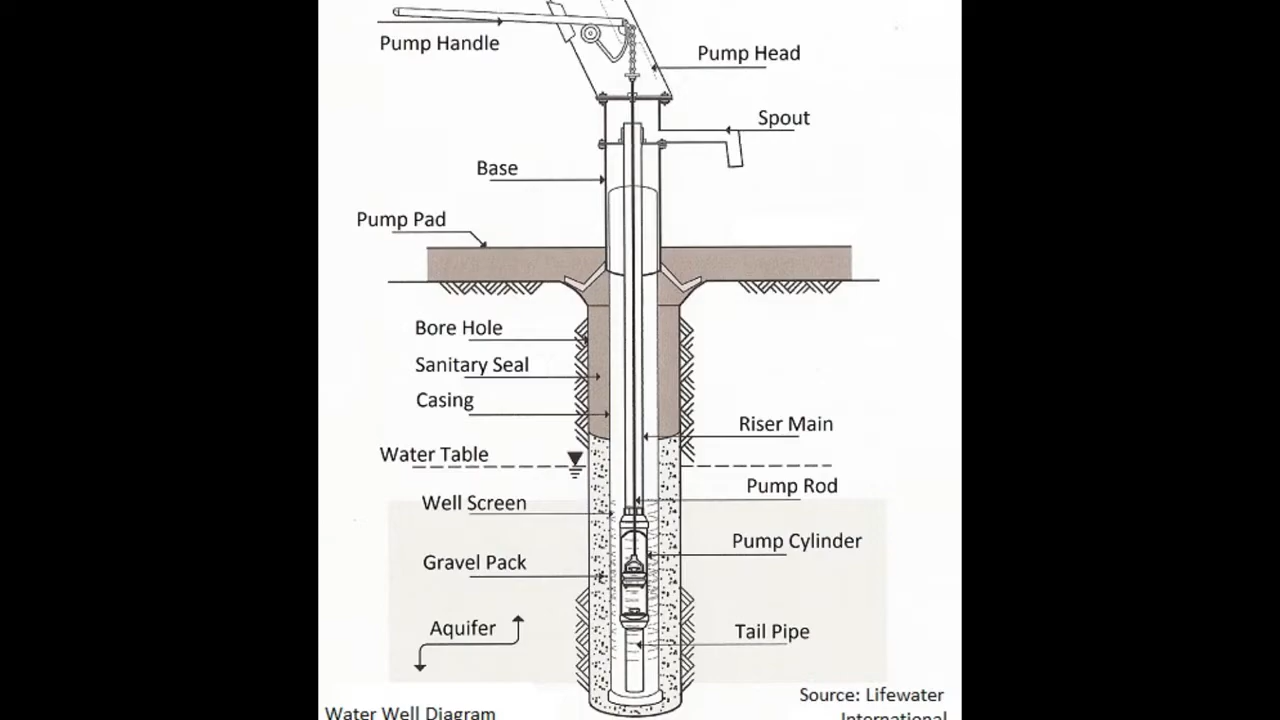 Pump Handle
Pump Head
Spout
Base
Pump Pad
Bore Hole
Sanitary Seal
Casing
Riser Main
Water Table
Pump Rod
Well Screen
Pump Cylinder
Gravel Pack
Aquifer
Tail Pipe
Source: Lifewater
International
Water Well Diagram